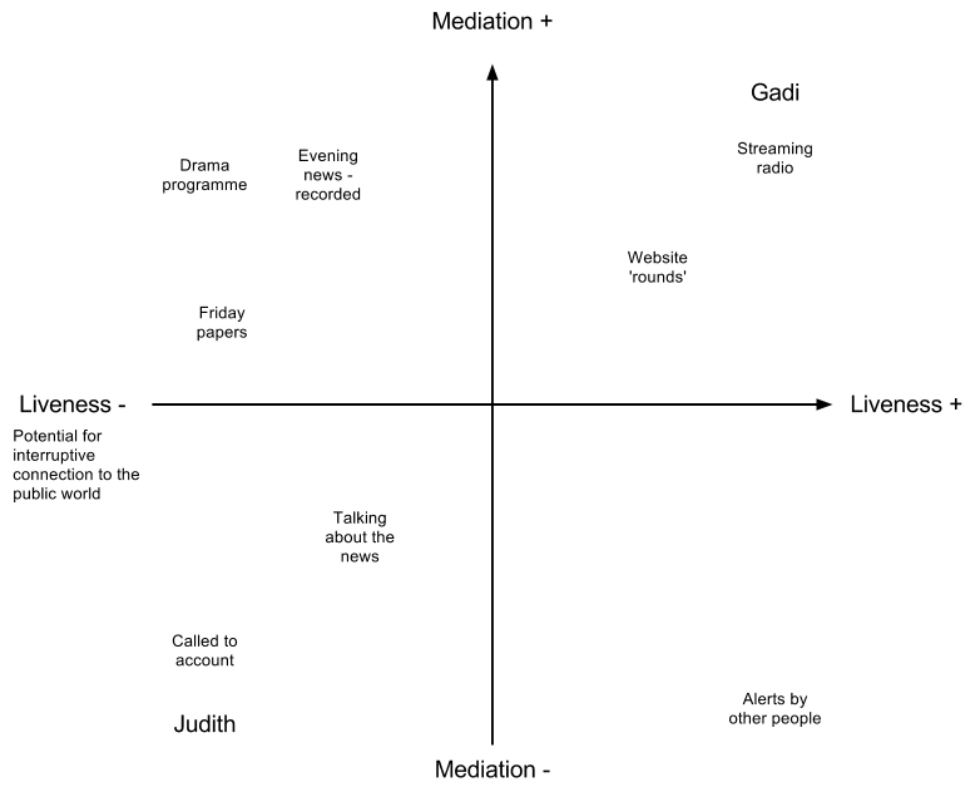 Mediation +
Gadi
Drama
programme
Evening
news -
recorded
Streaming
radio
Website
'rounds'
Friday
papers
Liveness -
Liveness +
Potential for
interruptive
connection to the
public world
Talking
about the
news
Called to
account
Judith
Alerts by
other people
Mediation -